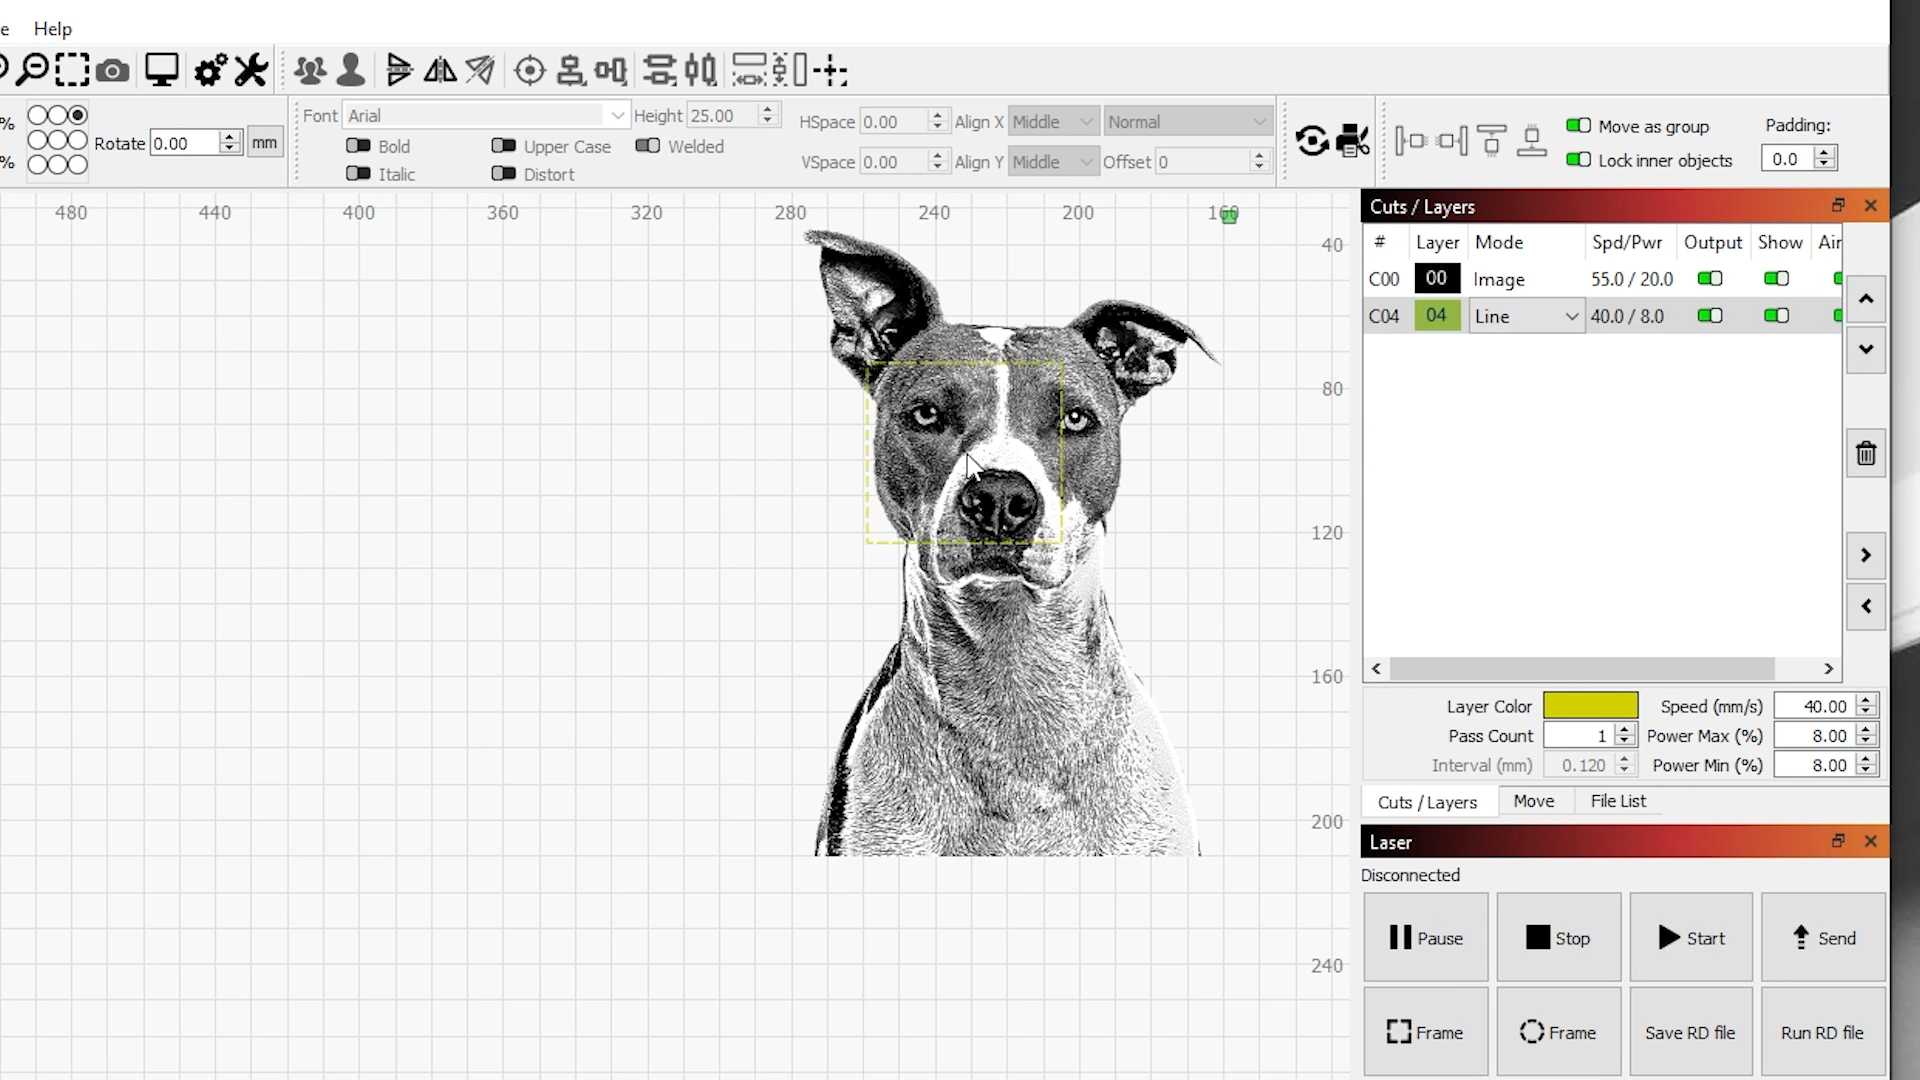 e Help
Font Arial Height 25.00
HSpace 0.00 Align X Middle Normal
Move as group Padding:
% Rotate 0.00 mm
Bold Upper Case Welded
VSpace 0.00 Align Y Middle Offset 0
Lock inner objects 0.0
% Italic Distort
480 440 400 360 320 280 240 200 160
40
80
120
160
200
240
Cuts / Layers
# Layer Mode Spd/Pwr Output Show Air
C00 00 Image 55.0 / 20.0
C04 04 Line 40.0 / 8.0
Layer Color Speed (mm/s) 40.00
Pass Count 1 Power Max (%) 8.00
Interval (mm) 0.120 Power Min (%) 8.00
Cuts / Layers Move File List
Laser
Disconnected
Pause Stop Start Send
Frame Frame Save RD file Run RD file